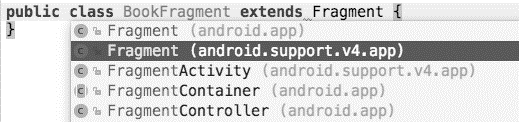 public class BookFragment extends Fragment {
}
Fragment (android.app)
Fragment (android.support.v4.app)
FragmentActivity (android.support.v4.app)
FragmentContainer (android.app)
FragmentController (android.app)